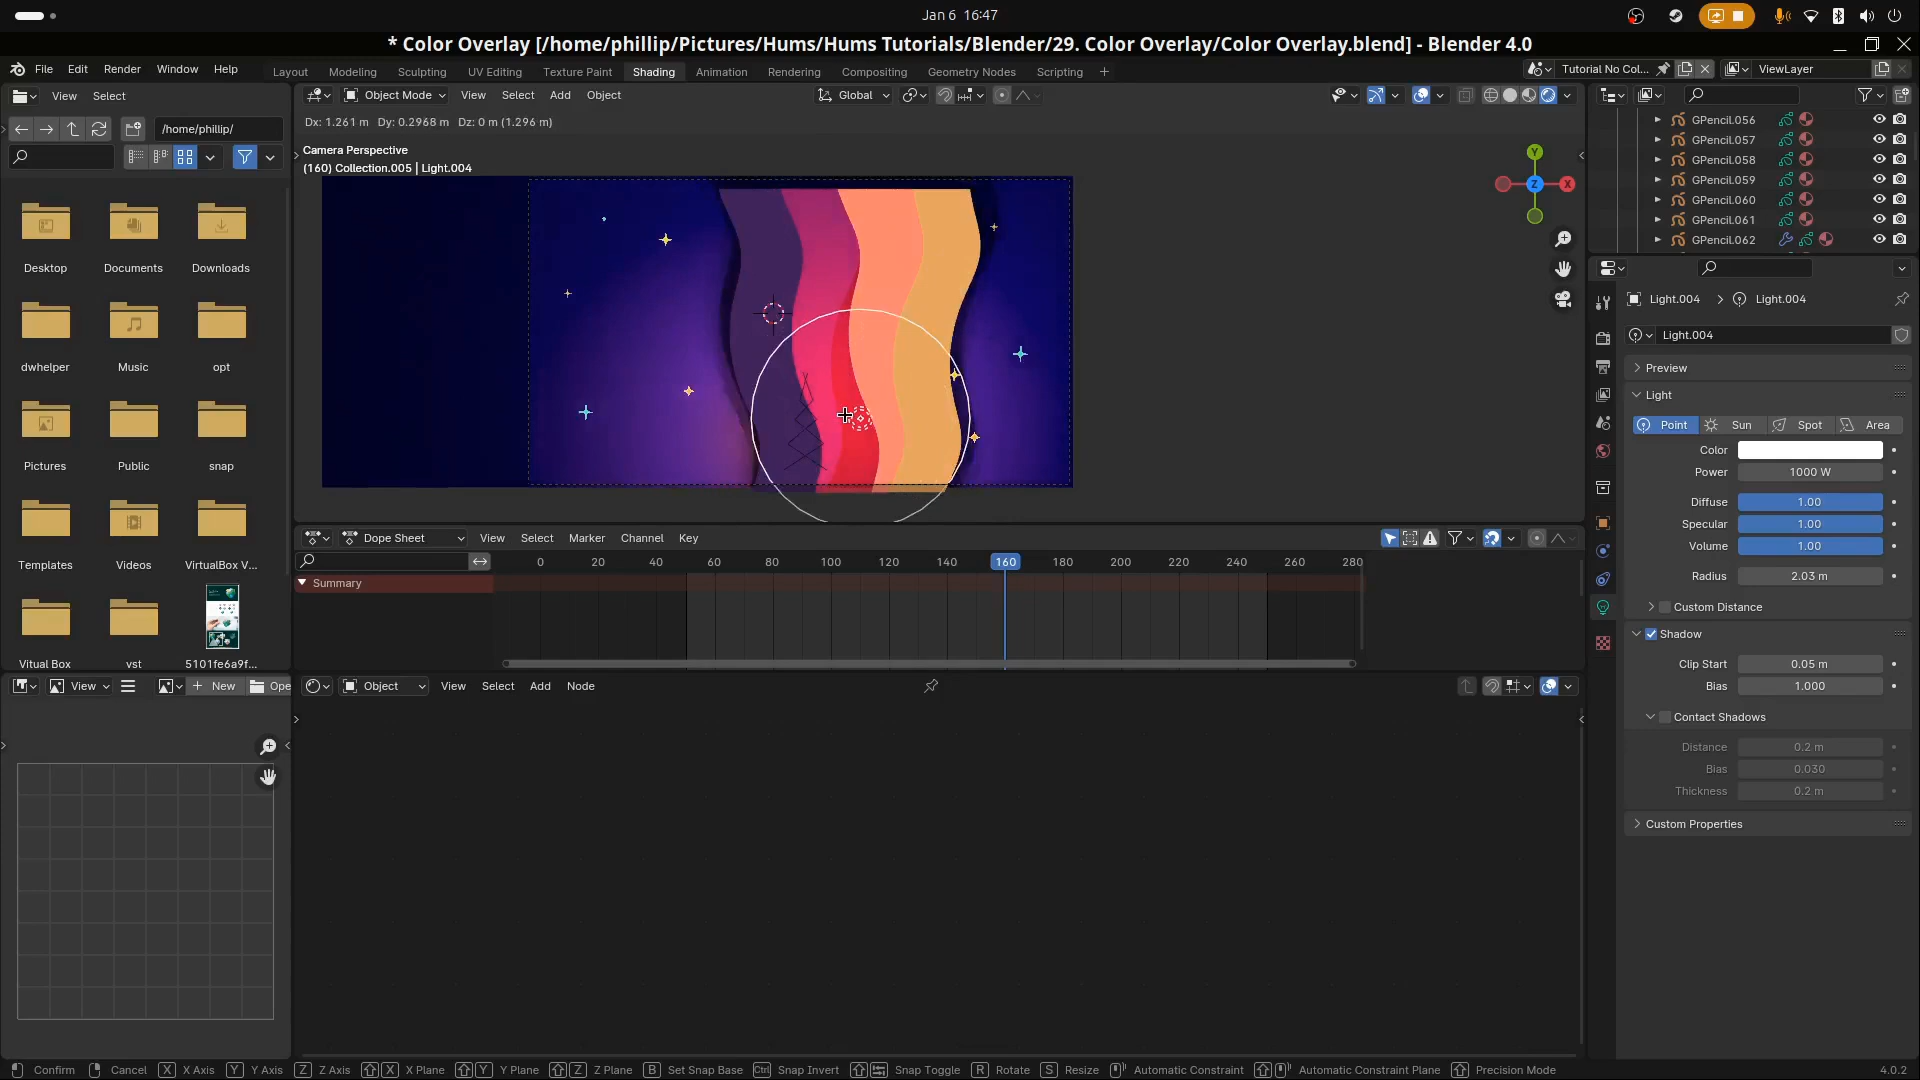 Jan 6 16:47
* Color Overlay [/home/phillip/Pictures/Hums/Hums Tutorials/Blender/29. Color Overlay/Color Overlay.blend] - Blender 4.0
File Edit Render Window Help
Layout Modeling Sculpting UV Editing Texture Paint Shading Animation Rendering Compositing Geometry Nodes Scripting
Tutorial No Col... ViewLayer
View Select
Object Mode View Select Add Object
Global
/home/phillip/
Dx: 1.261 m Dy: 0.2968 m Dz: 0 m (1.296 m)
Camera Perspective
(160) Collection.005 | Light.004
Y
Z
X
GPencil.056
GPencil.057
GPencil.058
GPencil.059
GPencil.060
GPencil.061
GPencil.062
Desktop Documents Downloads
dwhelper Music opt
Pictures Public snap
Templates Videos VirtualBox V...
Vitual Box vst 5101fe6a9f...
Light.004 Light.004
Light.004
Preview
Light
Point Sun Spot Area
Color
Power 1000 W
Diffuse 1.00
Specular 1.00
Volume 1.00
Radius 2.03 m
Custom Distance
Shadow
Clip Start 0.05 m
Bias 1.000
Contact Shadows
Distance 0.2 m
Bias 0.030
Thickness 0.2 m
Custom Properties
Dope Sheet View Select Marker Channel Key
0 20 40 60 80 100 120 140 160 180 200 220 240 260 280
Summary
View New Ope
Object View Select Add Node
Confirm Cancel X X Axis Y Y Axis Z Z Axis X X Plane Y Y Plane Z Z Plane B Set Snap Base Ctrl Snap Invert Snap Toggle R Rotate S Resize Automatic Constraint Automatic Constraint Plane Precision Mode
4.0.2